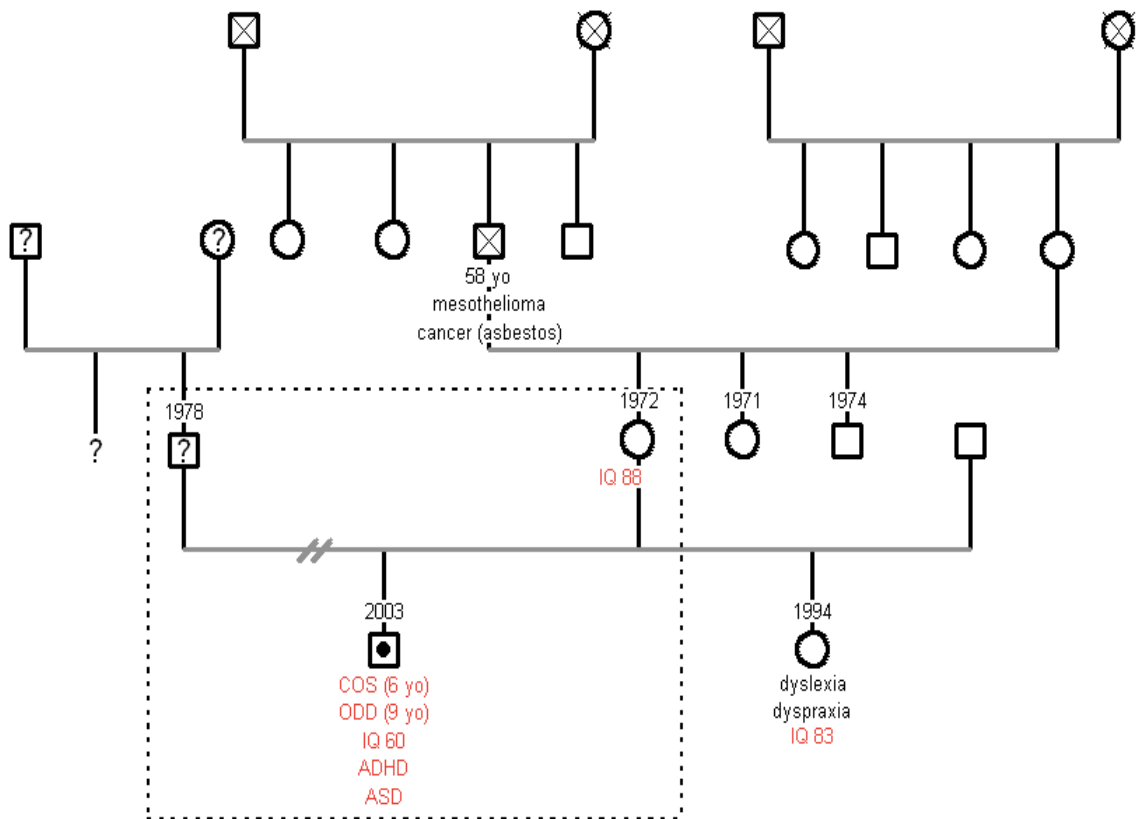 ?
?
58 yo
mesothelioma
cancer (asbestos)
1978
1972
1971
1974
?
?
IQ 88
2003
1994
COS (6 yo)
ODD (9 yo)
IQ 60
ADHD
ASD
dyslexia
dyspraxia
IQ 83